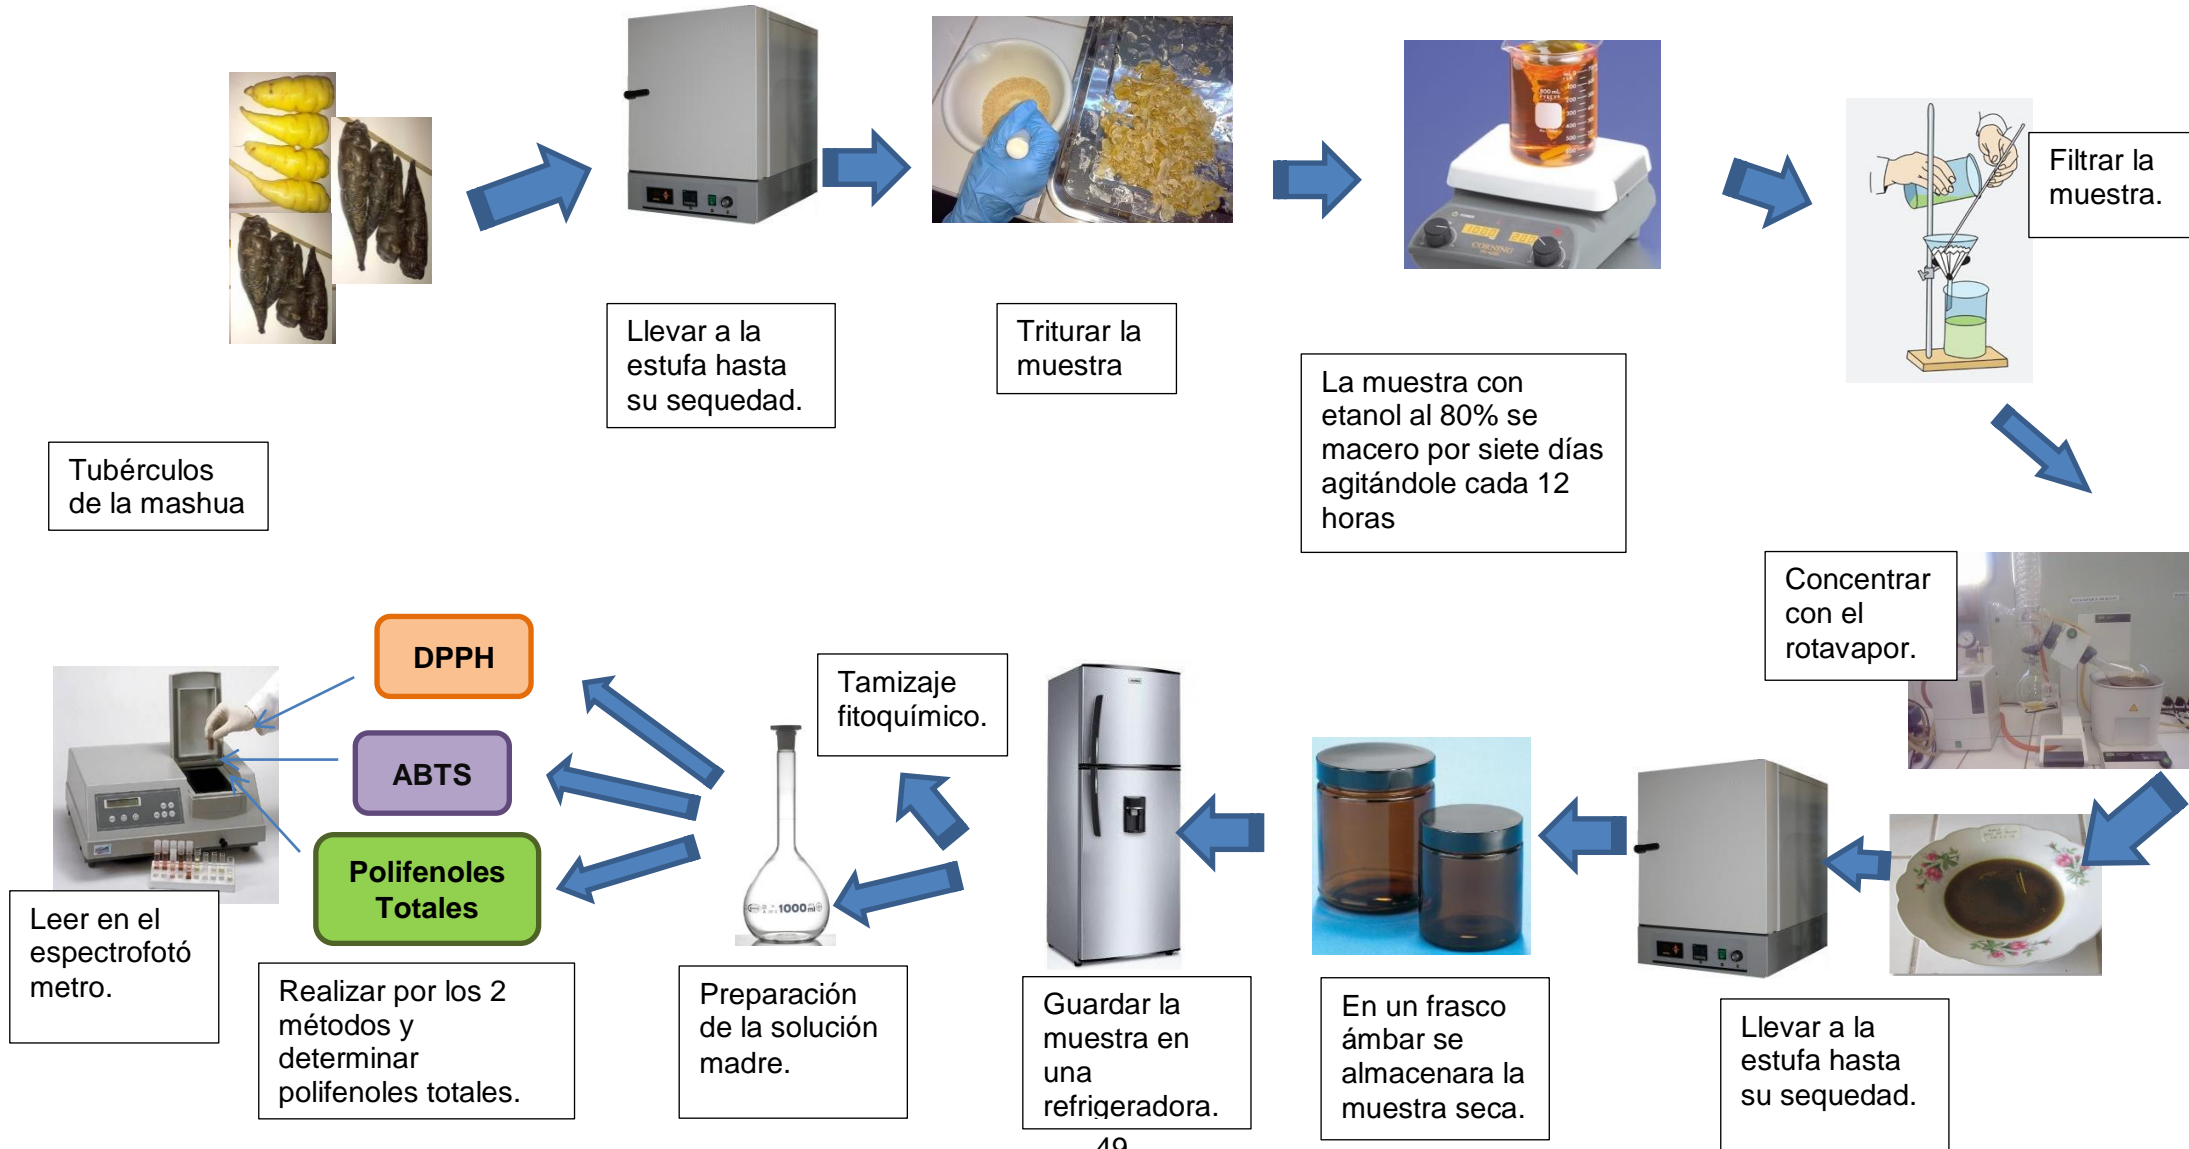 Tubérculos
de la mashua
Llevar a la
estufa hasta
su sequedad.
Triturar la
muestra
La muestra con
etanol al 80% se
macero por siete días
agitándole cada 12
horas
Filtrar la
muestra.
Concentrar
con el
rotavapor.
Llevar a la
estufa hasta
su sequedad.
En un frasco
ámbar se
almacenara la
muestra seca.
Guardar la
muestra en
una
refrigeradora.
Tamizaje
fitoquímico.
Preparación
de la solución
madre.
1000 ml
DPPH
ABTS
Polifenoles
Totales
Realizar por los 2
métodos y
determinar
polifenoles totales.
Leer en el
espectrofotó
metro.
CORNING
49